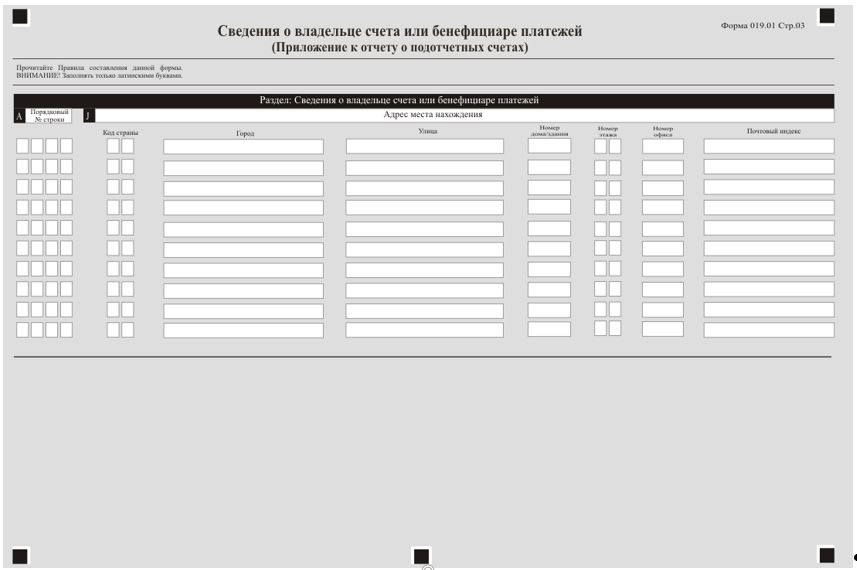 Сведения о владельце счета или бенефициаре платежей
(Приложение к отчету о подотчетных счетах)
Форма 019.01 Стр.03
Прочитайте Правила составления данной формы.
ВНИМАНИЕ! Заполнять только латинскими буквами.
Раздел: Сведения о владельце счета или бенефициаре платежей
A
Порядковый
№ строки
J
Адрес места нахождения
Код страны
Город
Улица
Номер
дома/здания
Номер
этажа
Номер
офиса
Почтовый индекс